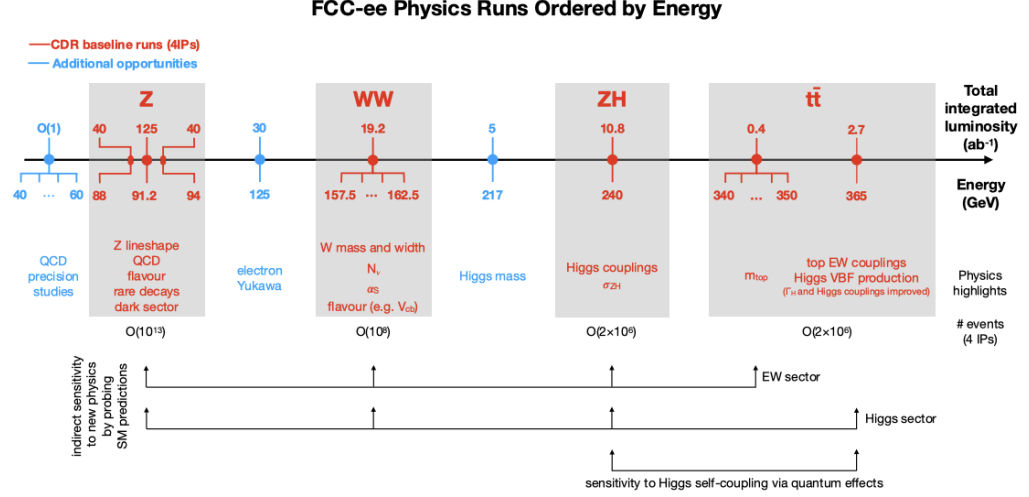 FCC-ee Physics Runs Ordered by Energy
CDR baseline runs (4IPs)
Additional opportunities
Z
WW
ZH
tt̄
Total
integrated
luminosity
(ab⁻¹)
O(1)
40
125
40
30
19.2
5
10.8
0.4
2.7
40 ... 60
88
91.2
94
125
157.5 ... 162.5
217
240
340 ... 350
365
Energy
(GeV)
QCD
precision
studies
Z lineshape
QCD
flavour
rare decays
dark sector
electron
Yukawa
W mass and width
Nᵥ
αs
flavour (e.g. Vcb)
Higgs mass
Higgs couplings
σZH
mtop
top EW couplings
Higgs VBF production
(ΓH and Higgs couplings improved)
Physics
highlights
O(10¹³)
O(10⁸)
O(2×10⁶)
O(2×10⁶)
# events
(4 IPs)
indirect sensitivity
to new physics
by probing
SM predictions
EW sector
Higgs sector
sensitivity to Higgs self-coupling via quantum effects